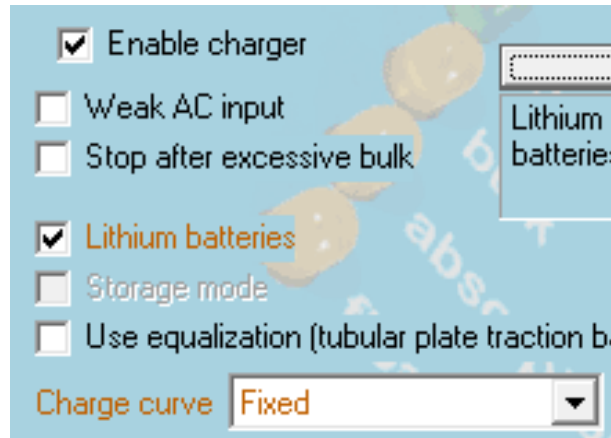 Enable charger
Weak AC input
Stop after excessive bulk
Lithium
batteries
Lithium batteries
Storage mode
Use equalization (tubular plate traction ba
Charge curve Fixed
abso